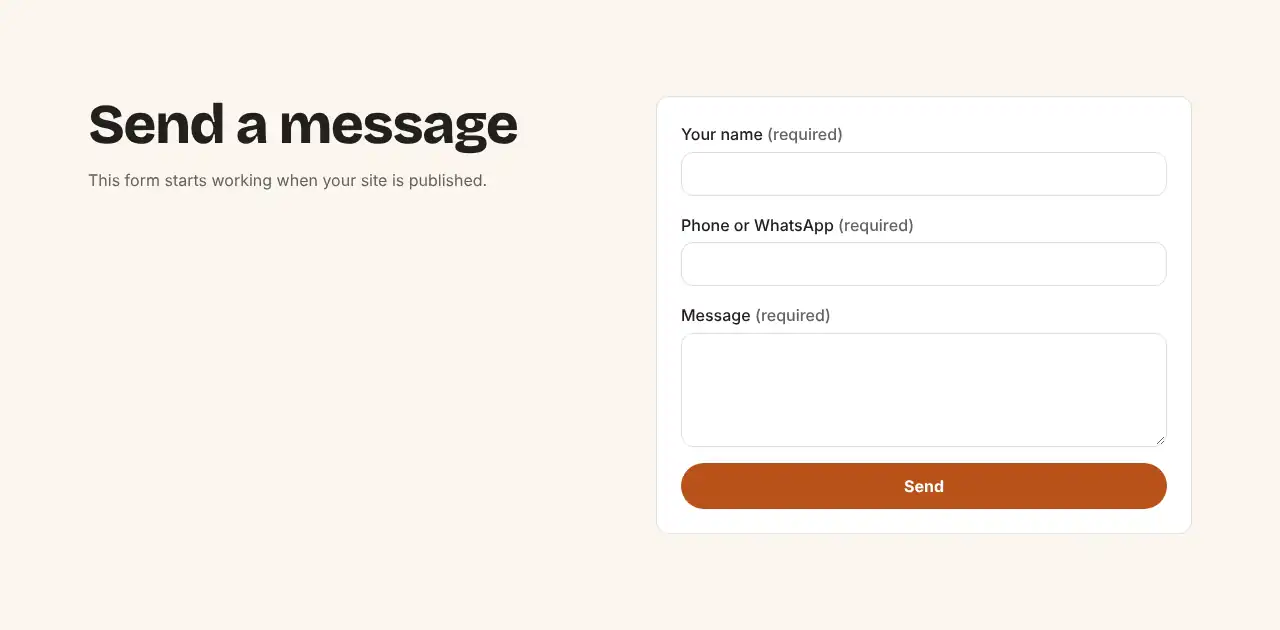 Send a message
This form starts working when your site is published.
Your name (required)
Phone or WhatsApp (required)
Message (required)
Send